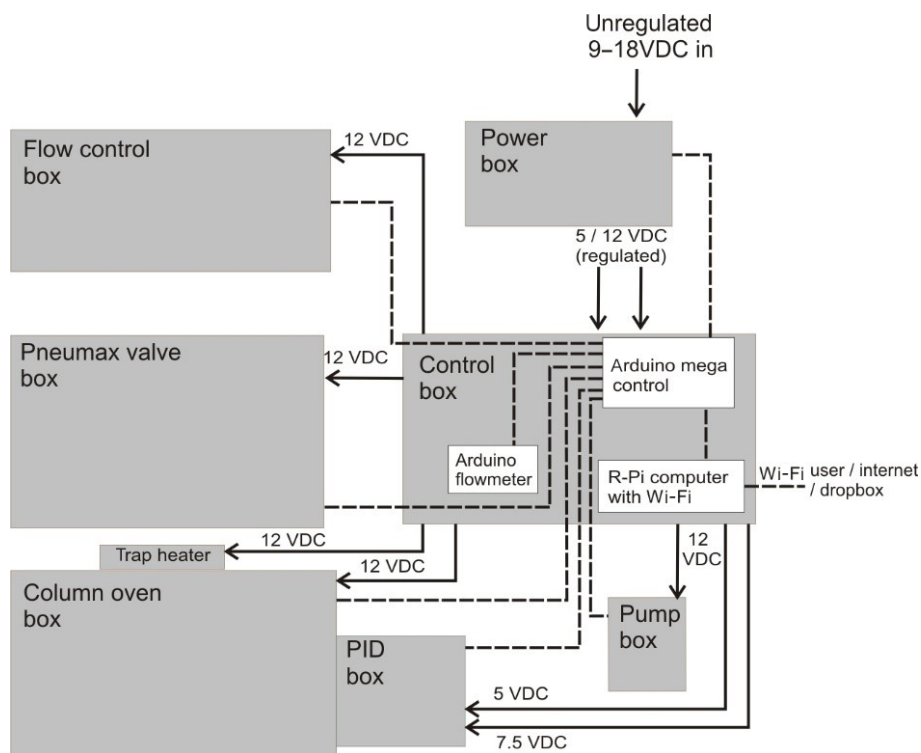 Unregulated
9–18VDC in
Flow control
box
12 VDC
Power
box
5 / 12 VDC
(regulated)
Pneumax valve
box
12 VDC
Control
box
Arduino mega
control
Arduino
flowmeter
R-Pi computer
with Wi-Fi
Wi-Fi
user / internet
/ dropbox
Trap heater
12 VDC
12 VDC
12
VDC
Column oven
box
PID
box
Pump
box
5 VDC
7.5 VDC